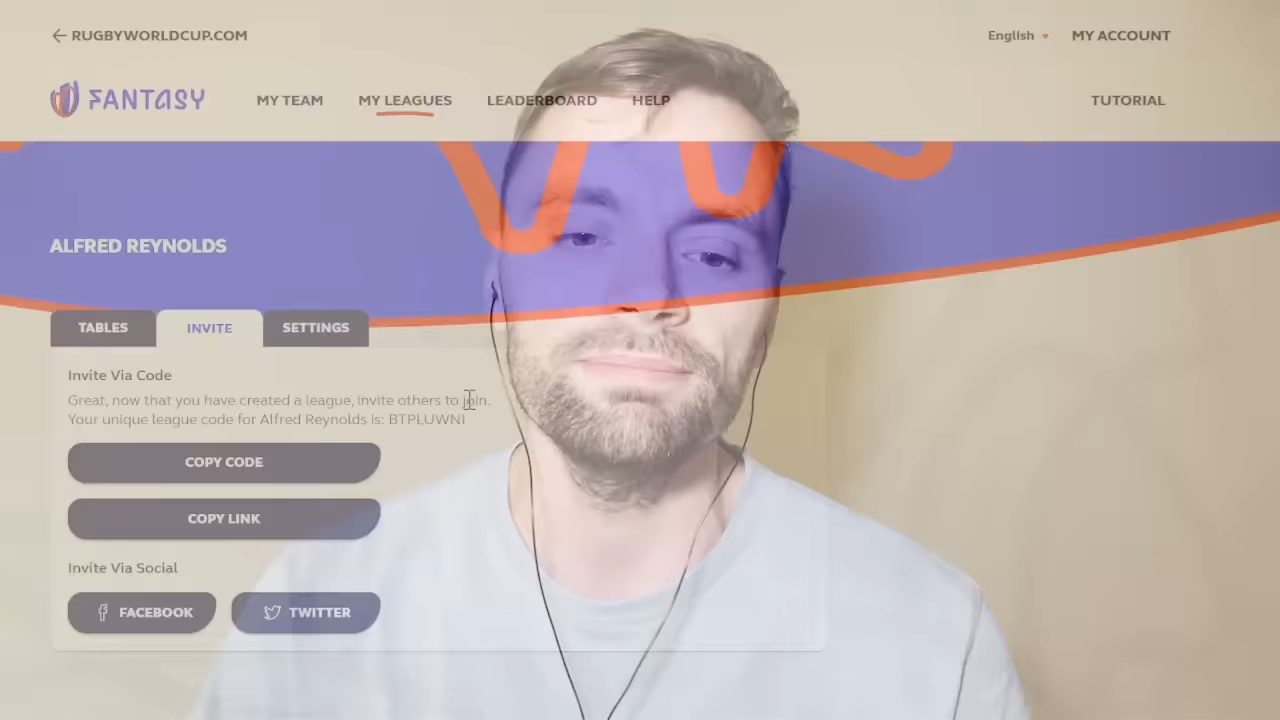 RUGBYWORLDCUP.COM
English
MY ACCOUNT
FANTASY
MY TEAM
MY LEAGUES
LEADERBOARD
HELP
TUTORIAL
ALFRED REYNOLDS
TABLES
INVITE
SETTINGS
Invite Via Code
Great, now that you have created a league, invite others to join.
Your unique league code for Alfred Reynolds is: BTPLUWNI
COPY CODE
COPY LINK
Invite Via Social
FACEBOOK
TWITTER